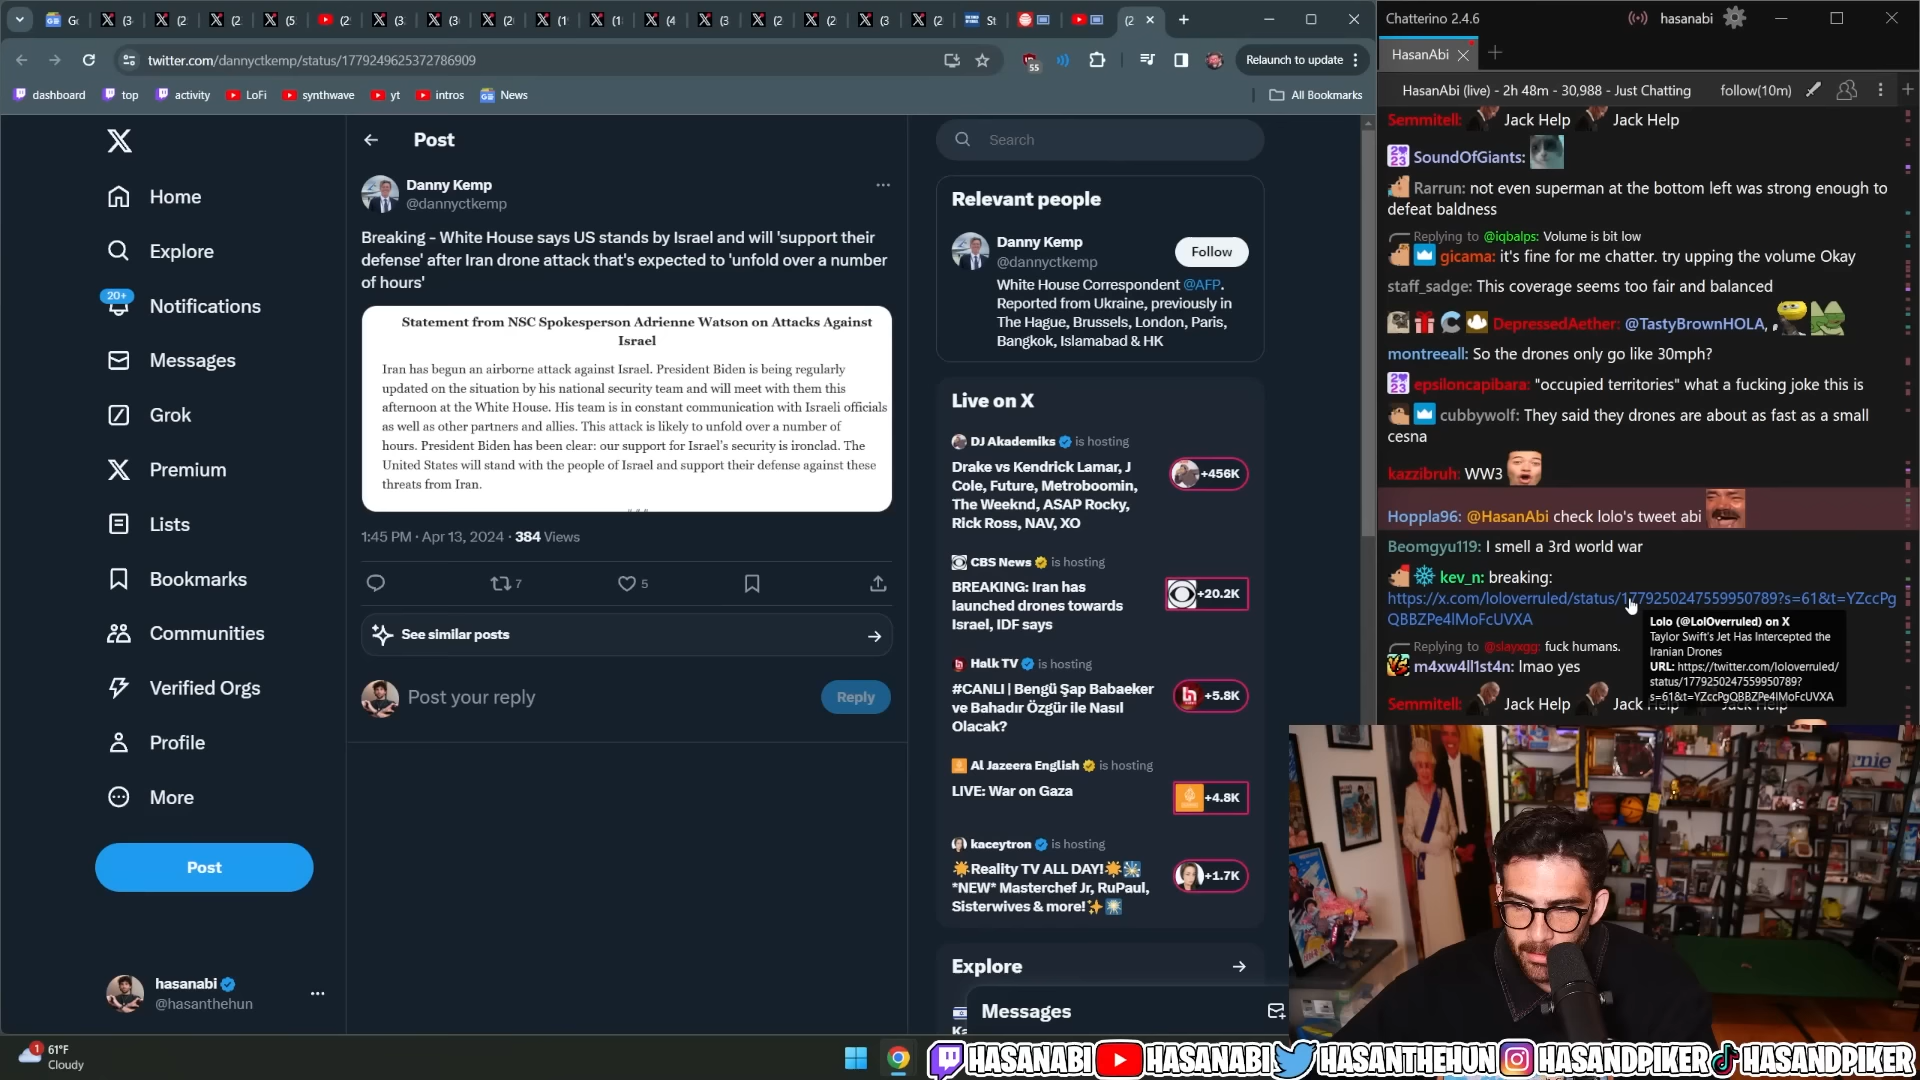 twitter.com/dannyctkemp/status/1779249625372786909
55
Relaunch to update
dashboard
top
activity
LoFi
synthwave
yt
intros
News
All Bookmarks
Home
Explore
20+
Notifications
Messages
Grok
Premium
Lists
Bookmarks
Communities
Verified Orgs
Profile
More
Post
hasanabi
@hasanthehun
Post
Danny Kemp
@dannyctkemp
Breaking - White House says US stands by Israel and will 'support their
defense' after Iran drone attack that's expected to 'unfold over a number
of hours'
Statement from NSC Spokesperson Adrienne Watson on Attacks Against
Israel
Iran has begun an airborne attack against Israel. President Biden is being regularly
updated on the situation by his national security team and will meet with them this
afternoon at the White House. His team is in constant communication with Israeli officials
as well as other partners and allies. This attack is likely to unfold over a number of
hours. President Biden has been clear: our support for Israel's security is ironclad. The
United States will stand with the people of Israel and support their defense against these
threats from Iran.
1:45 PM · Apr 13, 2024 · 384 Views
7
5
See similar posts
Post your reply
Reply
Search
Relevant people
Danny Kemp
@dannyctkemp
Follow
White House Correspondent @AFP.
Reported from Ukraine, previously in
The Hague, Brussels, London, Paris,
Bangkok, Islamabad & HK
Live on X
DJ Akademiks is hosting
Drake vs Kendrick Lamar, J
Cole, Future, Metroboomin,
The Weeknd, ASAP Rocky,
Rick Ross, NAV, XO
+456K
CBS News is hosting
BREAKING: Iran has
launched drones towards
Israel, IDF says
+20.2K
Halk TV is hosting
#CANLI | Bengü Şap Babaeker
ve Bahadır Özgür ile Nasıl
Olacak?
+5.8K
Al Jazeera English is hosting
LIVE: War on Gaza
+4.8K
kaceytron is hosting
🌟Reality TV ALL DAY!🌟🎇
*NEW* Masterchef Jr, RuPaul,
Sisterwives & more!✨🎇
+1.7K
Explore
Messages
Chatterino 2.4.6
hasanabi
HasanAbi
HasanAbi (live) - 2h 48m - 30,988 - Just Chatting
follow(10m)
Semmitell: Jack Help Jack Help
SoundOfGiants:
Rarrun: not even superman at the bottom left was strong enough to
defeat baldness
Replying to @iqbalps: Volume is bit low
gicama: it's fine for me chatter. try upping the volume Okay
staff_sadge: This coverage seems too fair and balanced
DepressedAether: @TastyBrownHOLA,
montreeall: So the drones only go like 30mph?
epsiloncapibara: "occupied territories" what a fucking joke this is
cubbywolf: They said they drones are about as fast as a small
cesna
kazzibruh: WW3
Hoppla96: @HasanAbi check lolo's tweet abi
Beomgyu119: I smell a 3rd world war
kev_n: breaking:
https://x.com/loloverruled/status/1779250247559950789?s=61&t=YZccPg
QBBZPe4lMoFcUVXA
Lolo (@LolOverruled) on X
Taylor Swift's Jet Has Intercepted the
Iranian Drones
URL: https://twitter.com/loloverruled/
status/1779250247559950789?
s=61&t=YZccPgQBBZPe4lMoFcUVXA
Replying to @slayxgg: fuck humans.
m4xw4ll1st4n: lmao yes
Semmitell: Jack Help Jack Help Jack Help
1
61°F
Cloudy
HASANABI
HASANABI
HASANTHEHUN
HASANDPIKER
HASANDPIKER